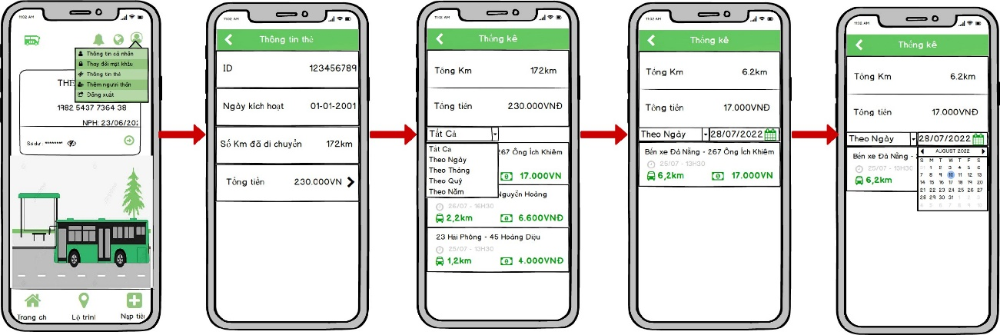 11:02 AM
Thông tin cá nhân
Thay đổi mật khẩu
Thông tin thẻ
Thêm người thân
Đăng xuất
THE
1982 5437 7364 38
NPH: 23/06/202
Số dư : ********
Trang ch
Lộ trìnl
Nạp tiề
11:02 AM
Thông tin thẻ
ID 123456789
Ngày kích hoạt 01-01-2001
Số Km đã di chuyển 172km
Tổng tiền 230.000VN
11:02 AM
Thống kê
Tổng Km 172km
Tổng tiền 230.000VNĐ
Tất Cả
Tất Cả
Theo Ngày
Theo Tháng
Theo Quý
Theo Năm
267 Ông Ích Khiêm
17.000VN
Nguyễn Hoàng
26/07 - 16H30
2,2km 6.600VNĐ
23 Hải Phòng - 45 Hoàng Diệu
25/07 - 13H30
1,2km 4.000VNĐ
11:02 AM
Thống kê
Tổng Km 6.2km
Tổng tiền 17.000VNĐ
Theo Ngày 28/07/2022
Bến xe Đà Nẵng - 267 Ông Ích Khiêm
25/07 - 13H30
6,2km 17.000VN
11:02 AM
Thống kê
Tổng Km 6.2km
Tổng tiền 17.000VNĐ
Theo Ngày 28/07/2022
Bến xe Đà Nẵng -
25/07 - 13H30
6,2km
AUGUST 2022
S M T W T F S
31 1 2 3 4 5 6
7 8 9 10 11 12 13
14 15 16 17 18 19 20
21 22 23 24 25 26 27
28 29 30 31 1 2 3
4 5 6 7 8 9 10